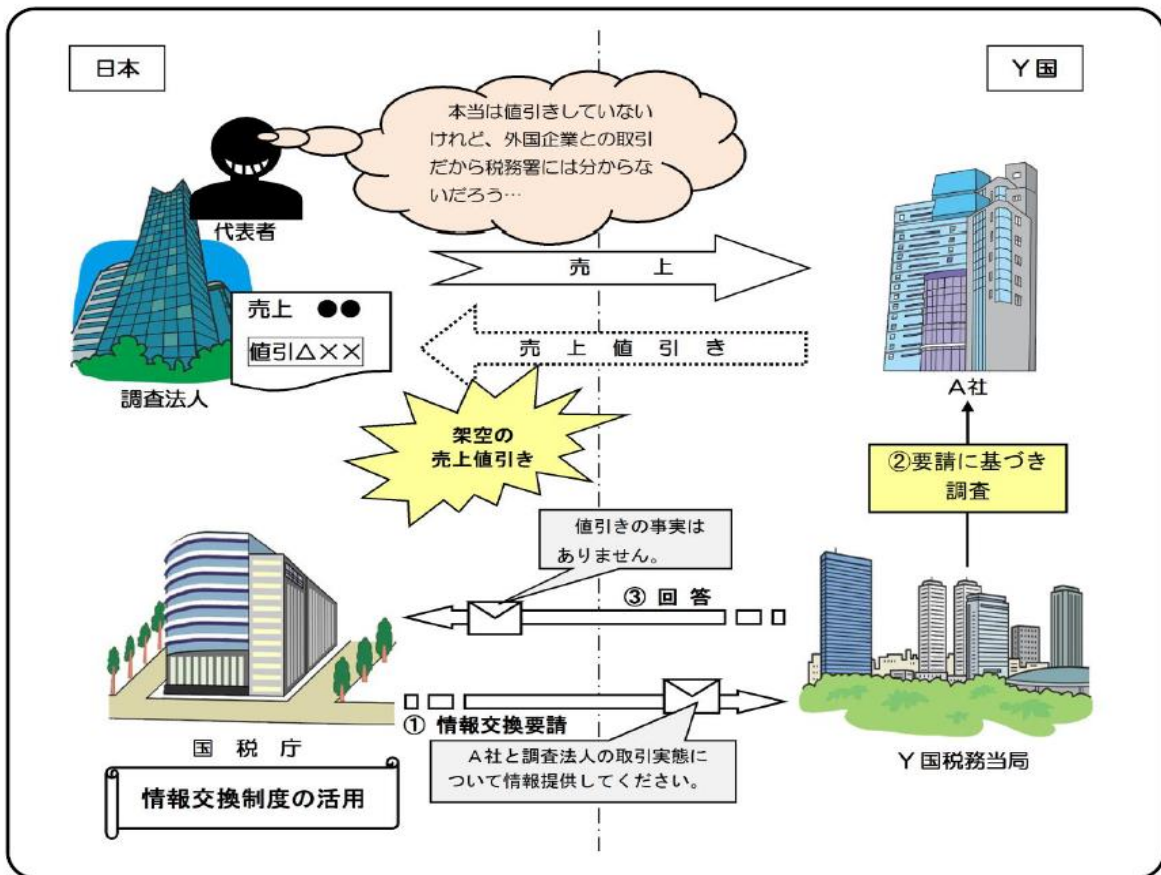 日本
Y国
本当は値引きしていない
けれど、外国企業との取引
だから税務署には分からな
いだろう…
代表者
売上
売上 ●●
値引△××
売上値引き
調査法人
A社
架空の
売上値引き
②要請に基づき
調査
値引きの事実は
ありません。
③回答
①情報交換要請
国税庁
A社と調査法人の取引実態に
ついて情報提供してください。
Y国税務当局
情報交換制度の活用